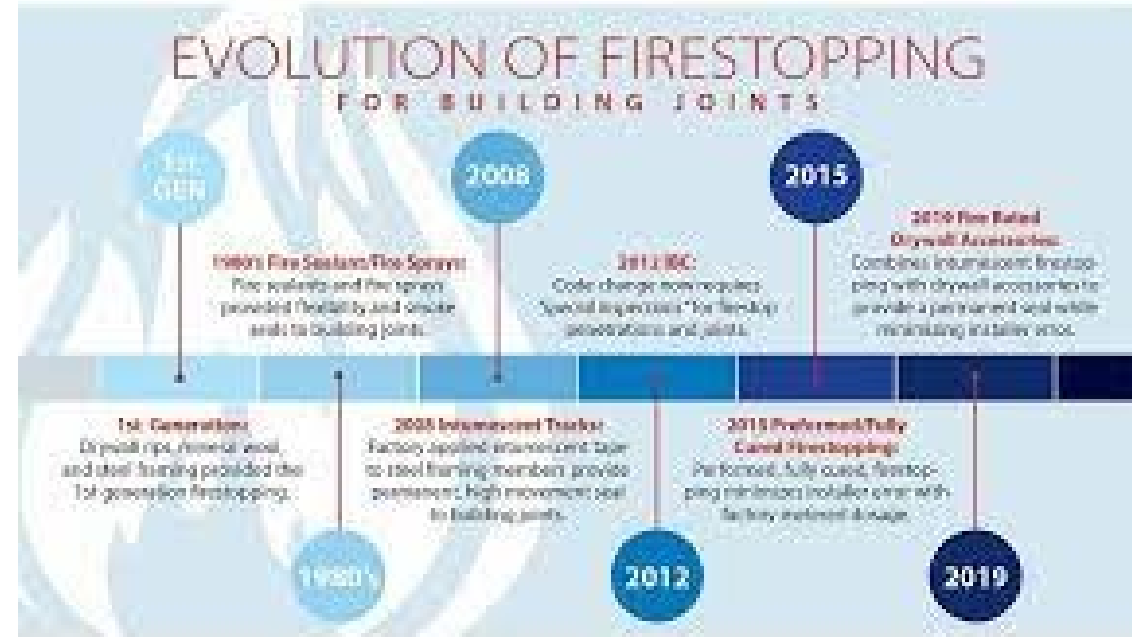 EVOLUTION OF FIRESTOPPING
FOR BUILDING JOINTS
1st
GEN
2008
2015
1980's Fire Sealant/Fire Sprays:
Fire sealants and fire sprays
provided flexibility and smoke
seals to building joints.
2012 IBC:
Code change now requires
"special inspections" for firestop
penetrations and joints.
2019 Fire Rated
Drywall Accessories:
Combines intumescent firestop-
ping with drywall accessories to
provide a permanent seal while
minimizing installer error.
1st Generation:
Drywall rips, mineral wool,
and steel framing provided the
1st generation firestopping.
2008 Intumescent Tracks:
Factory applied intumescent tape
to steel framing members provide
permanent, high movement seal
to building joints.
2015 Preformed/Fully
Cured Firestopping:
Performed, fully cured, firestop-
ping minimizes installer error with
factory metered dosage.
1980's
2012
2019